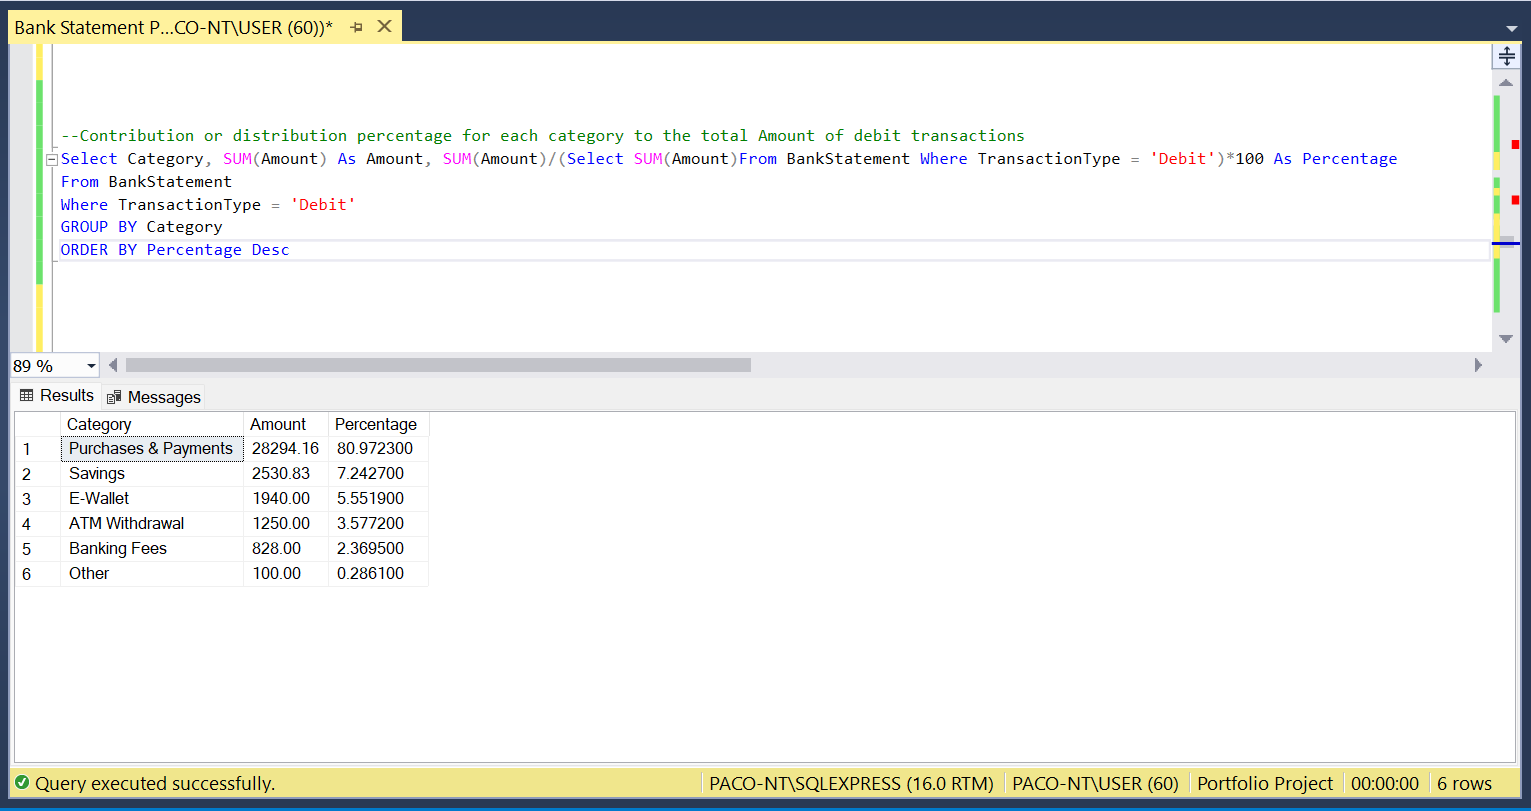 Bank Statement P...CO-NT\USER (60))*
--Contribution or distribution percentage for each category to the total Amount of debit transactions
Select Category, SUM(Amount) As Amount, SUM(Amount)/(Select SUM(Amount)From BankStatement Where TransactionType = 'Debit')*100 As Percentage
From BankStatement
Where TransactionType = 'Debit'
GROUP BY Category
ORDER BY Percentage Desc
89 %
Results Messages
Category Amount Percentage
1 Purchases & Payments 28294.16 80.972300
2 Savings 2530.83 7.242700
3 E-Wallet 1940.00 5.551900
4 ATM Withdrawal 1250.00 3.577200
5 Banking Fees 828.00 2.369500
6 Other 100.00 0.286100
Query executed successfully. PACO-NT\SQLEXPRESS (16.0 RTM) PACO-NT\USER (60) Portfolio Project 00:00:00 6 rows